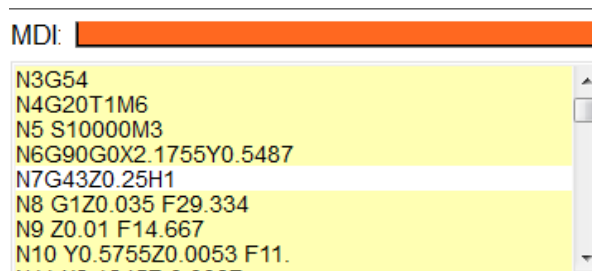 MDI:
N3G54
N4G20T1M6
N5 S10000M3
N6G90G0X2.1755Y0.5487
N7G43Z0.25H1
N8 G1Z0.035 F29.334
N9 Z0.01 F14.667
N10 Y0.5755Z0.0053 F11.